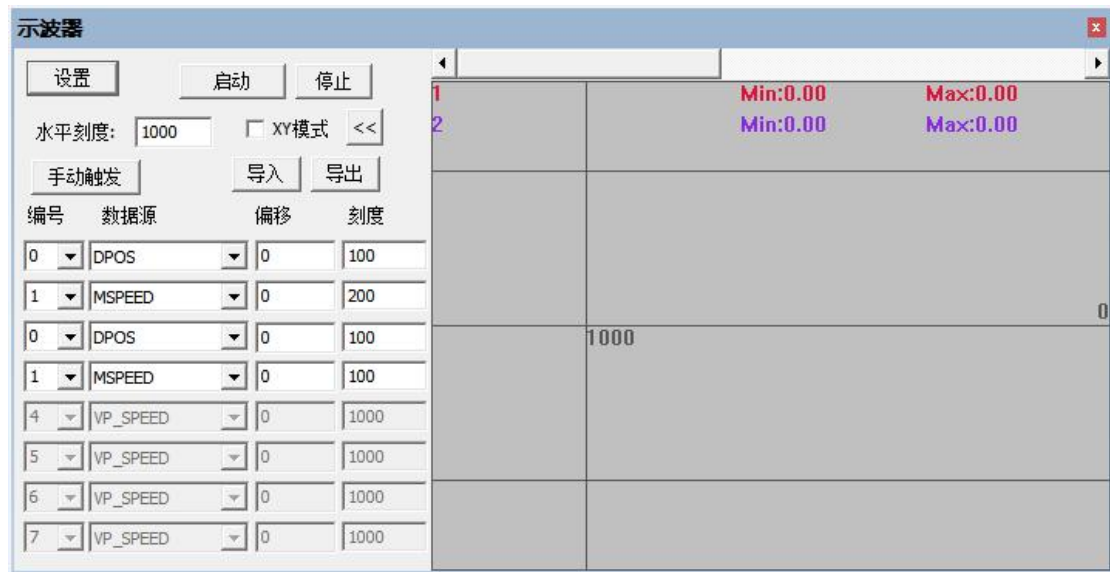 示波器
设置 启动 停止
水平刻度: 1000 XY模式 <<
手动触发 导入 导出
编号 数据源 偏移 刻度
0 DPOS 0 100
1 MSPEED 0 200
0 DPOS 0 100
1 MSPEED 0 100
4 VP_SPEED 0 1000
5 VP_SPEED 0 1000
6 VP_SPEED 0 1000
7 VP_SPEED 0 1000
1 Min:0.00 Max:0.00
2 Min:0.00 Max:0.00
0
1000